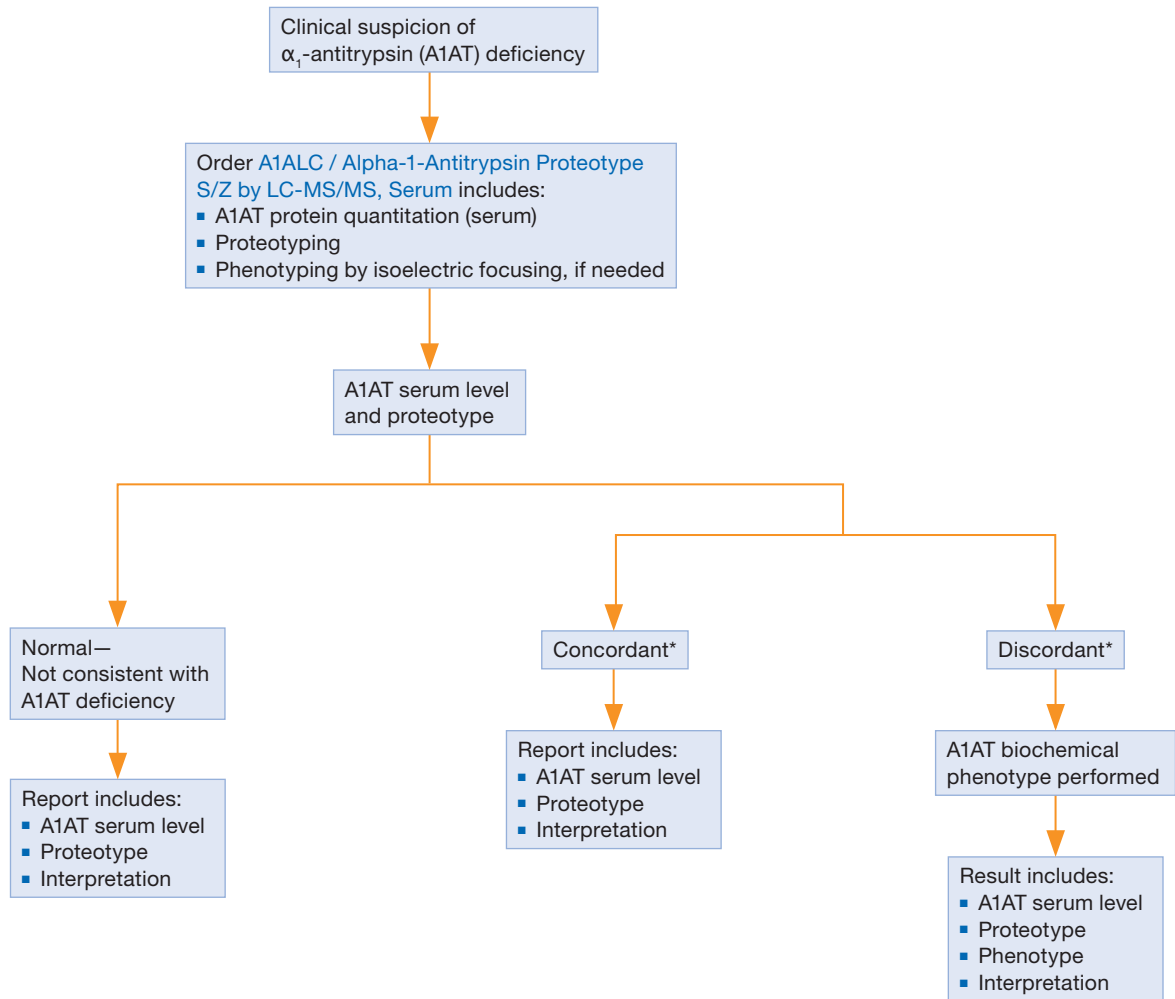 Clinical suspicion of
α₁-antitrypsin (A1AT) deficiency
Order A1ALC / Alpha-1-Antitrypsin Proteotype
S/Z by LC-MS/MS, Serum includes:
▪ A1AT protein quantitation (serum)
▪ Proteotyping
▪ Phenotyping by isoelectric focusing, if needed
A1AT serum level
and proteotype
Normal—
Not consistent with
A1AT deficiency
Report includes:
▪ A1AT serum level
▪ Proteotype
▪ Interpretation
Concordant*
Report includes:
▪ A1AT serum level
▪ Proteotype
▪ Interpretation
Discordant*
A1AT biochemical
phenotype performed
Result includes:
▪ A1AT serum level
▪ Proteotype
▪ Phenotype
▪ Interpretation